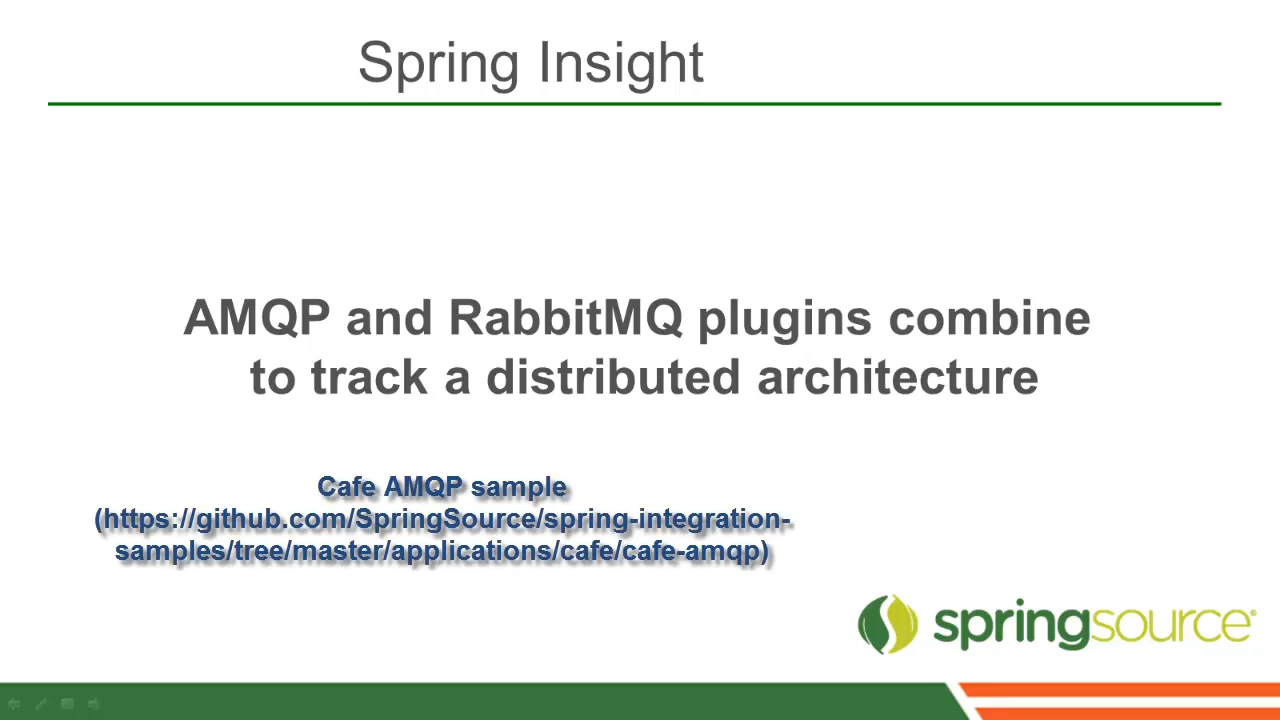 Spring Insight
AMQP and RabbitMQ plugins combine
to track a distributed architecture
Cafe AMQP sample
(https://github.com/SpringSource/spring-integration-
samples/tree/master/applications/cafe/cafe-amqp)
springsource®